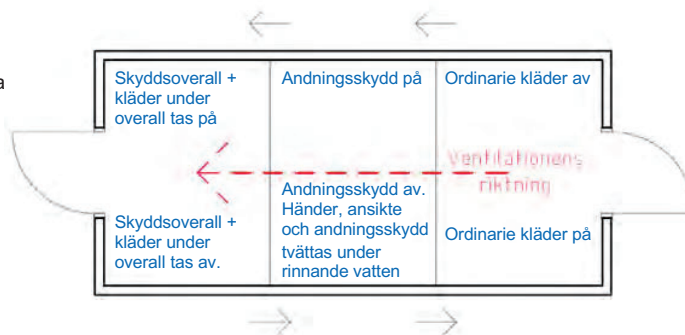 a
Skyddsoverall +
kläder under
overall tas på
Andningsskydd på
Ordinarie kläder av
Ventilationens
riktning
Skyddsoverall +
kläder under
overall tas av.
Andningsskydd av.
Händer, ansikte
och andningsskydd
tvättas under
rinnande vatten
Ordinarie kläder på